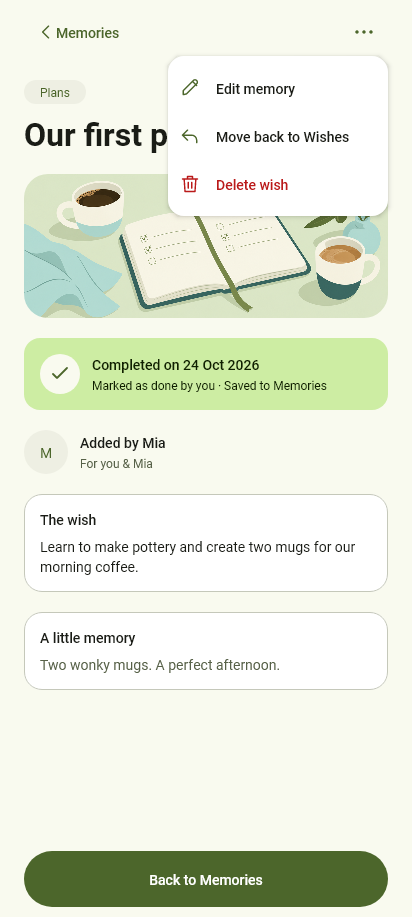 Memories
Edit memory
Move back to Wishes
Delete wish
Plans
Our first p
Completed on 24 Oct 2026
Marked as done by you · Saved to Memories
M
Added by Mia
For you & Mia
The wish
Learn to make pottery and create two mugs for our
morning coffee.
A little memory
Two wonky mugs. A perfect afternoon.
Back to Memories